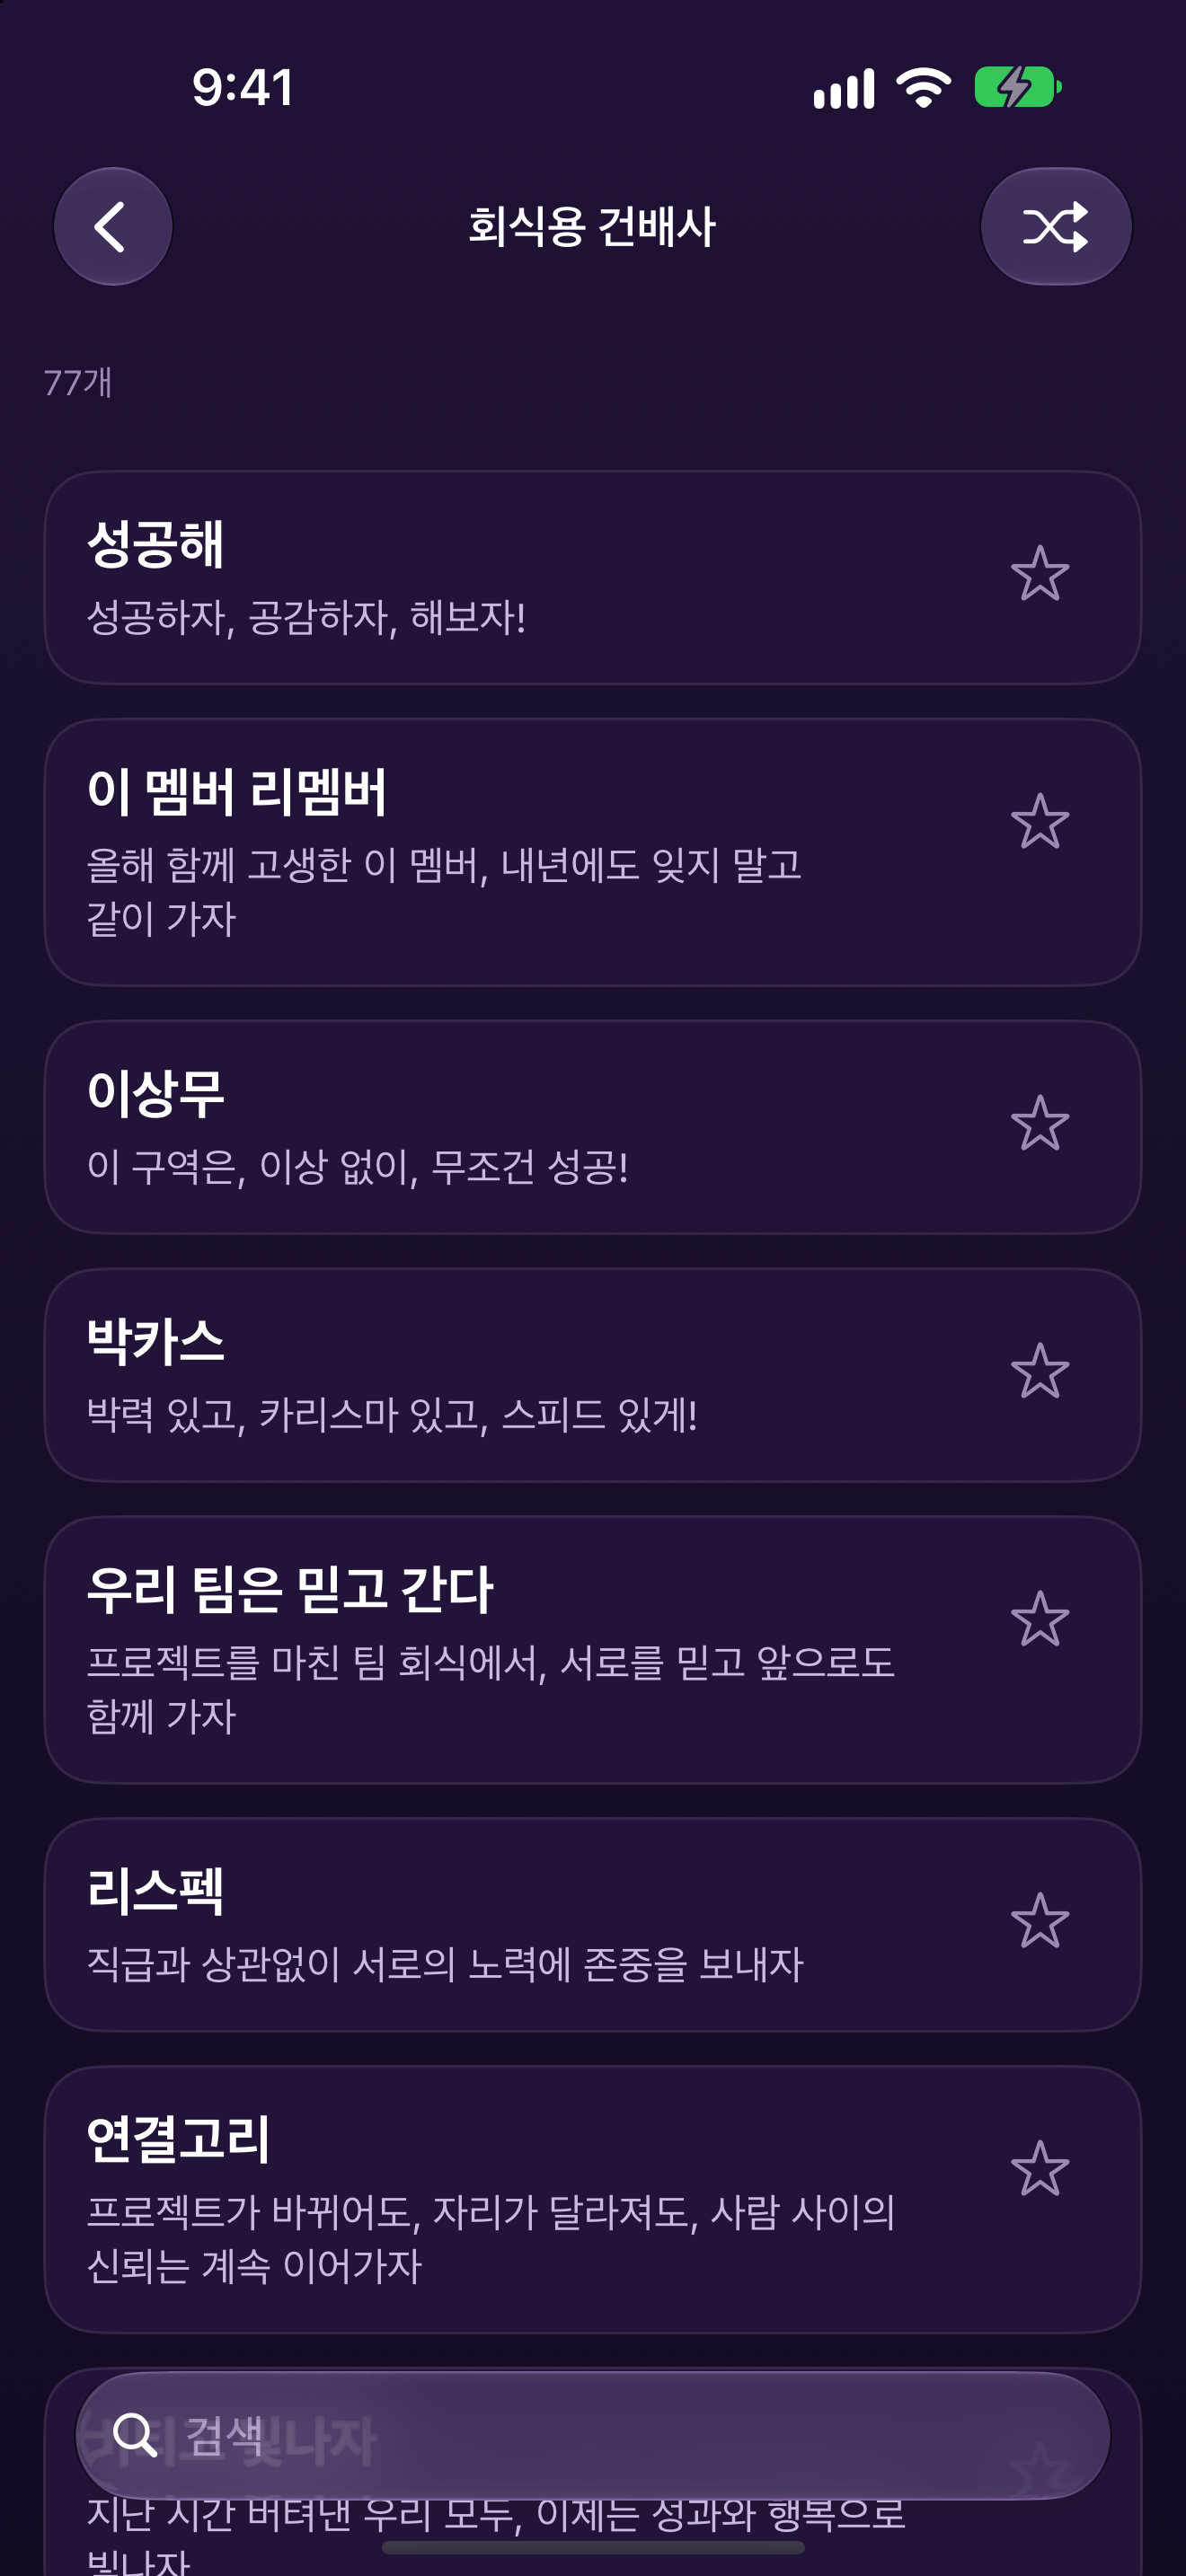 9:41
회식용 건배사
77개
성공해
성공하자, 공감하자, 해보자!
이 멤버 리멤버
올해 함께 고생한 이 멤버, 내년에도 잊지 말고
같이 가자
이상무
이 구역은, 이상 없이, 무조건 성공!
박카스
박력 있고, 카리스마 있고, 스피드 있게!
우리 팀은 믿고 간다
프로젝트를 마친 팀 회식에서, 서로를 믿고 앞으로도
함께 가자
리스펙
직급과 상관없이 서로의 노력에 존중을 보내자
연결고리
프로젝트가 바뀌어도, 자리가 달라져도, 사람 사이의
신뢰는 계속 이어가자
버티고 빛나자
검색
지난 시간 버텨낸 우리 모두, 이제는 성과와 행복으로
빛나자